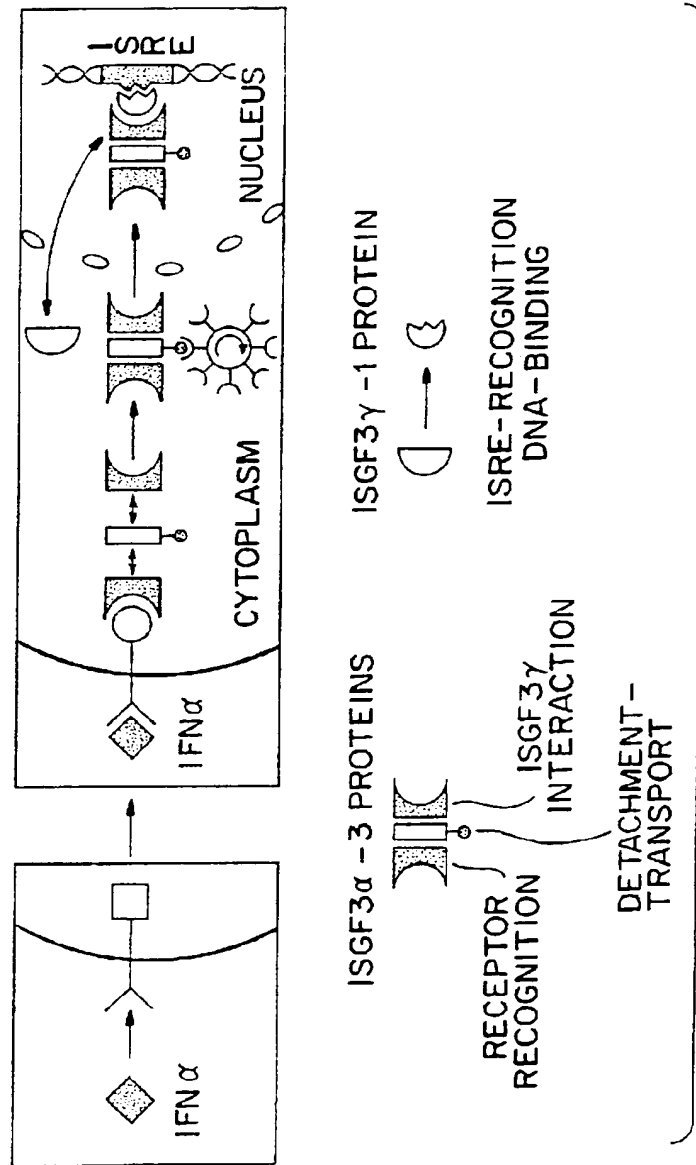 IFNα
IFNα
CYTOPLASM
NUCLEUS
I
S
R
E
ISGF3α - 3 PROTEINS
RECEPTOR
RECOGNITION
ISGF3γ
INTERACTION
DETACHMENT-
TRANSPORT
ISGF3γ - 1 PROTEIN
ISRE-RECOGNITION
DNA-BINDING